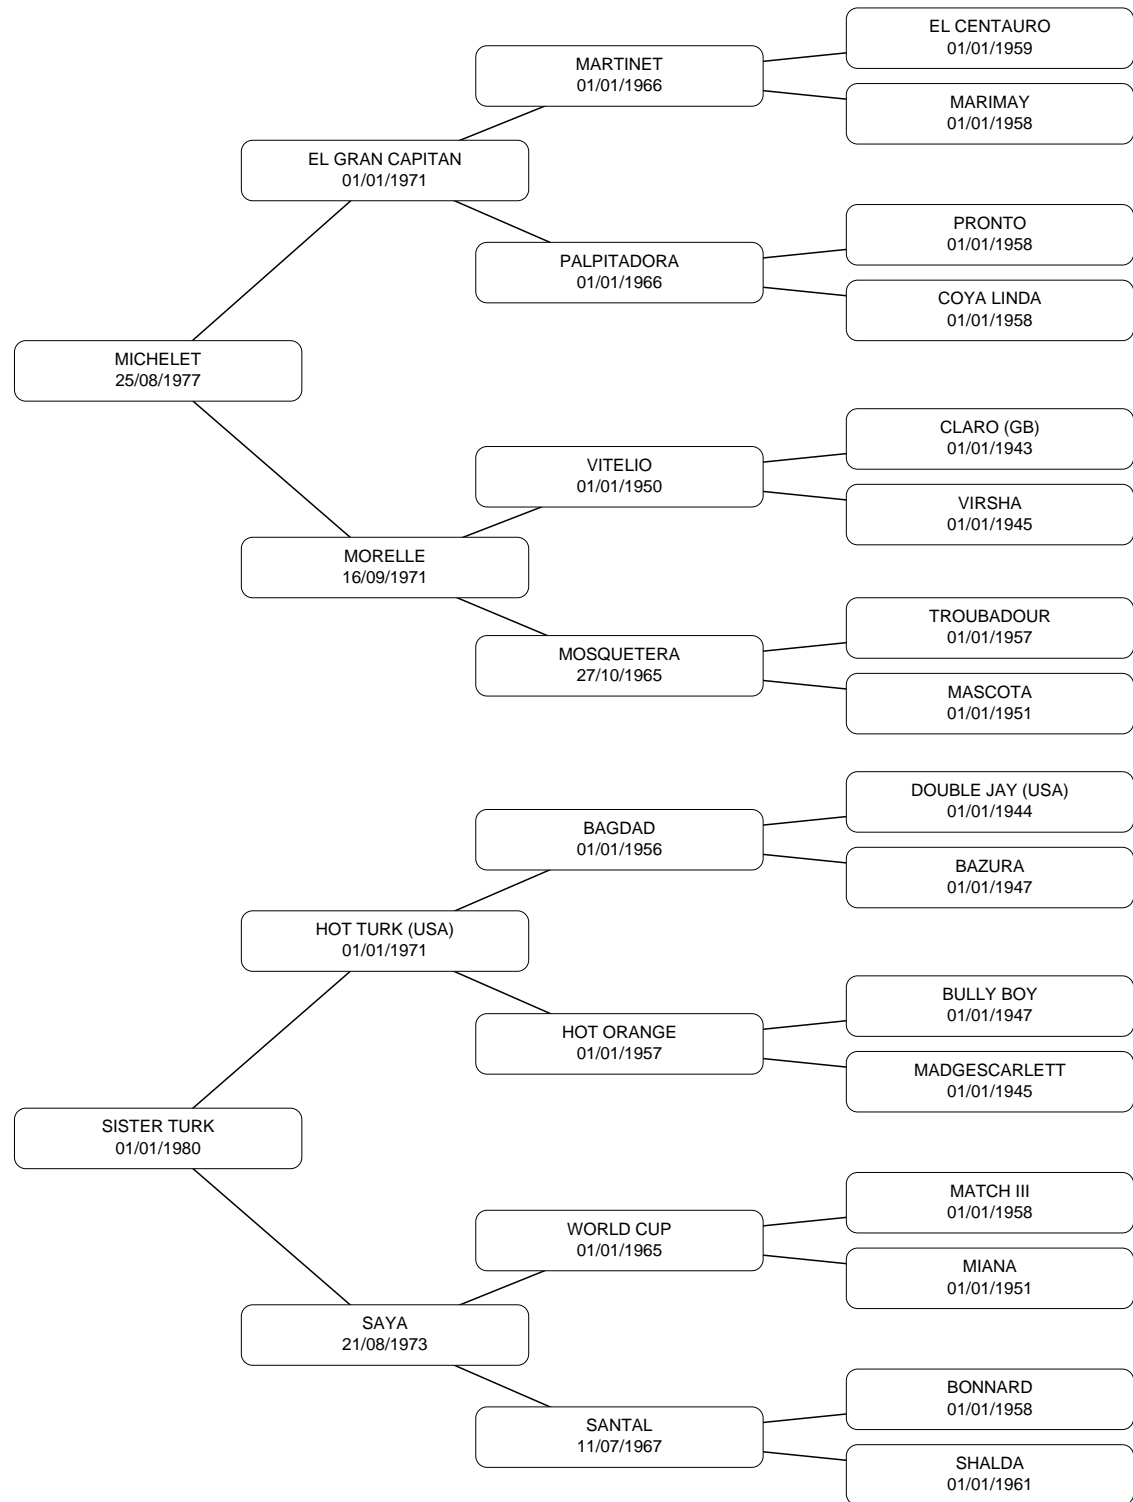 EL CENTAURO
01/01/1959
MARTINET
01/01/1966
MARIMAY
01/01/1958
EL GRAN CAPITAN
01/01/1971
PRONTO
01/01/1958
PALPITADORA
01/01/1966
COYA LINDA
01/01/1958
MICHELET
25/08/1977
CLARO (GB)
01/01/1943
VITELIO
01/01/1950
VIRSHA
01/01/1945
MORELLE
16/09/1971
TROUBADOUR
01/01/1957
MOSQUETERA
27/10/1965
MASCOTA
01/01/1951
DOUBLE JAY (USA)
01/01/1944
BAGDAD
01/01/1956
BAZURA
01/01/1947
HOT TURK (USA)
01/01/1971
BULLY BOY
01/01/1947
HOT ORANGE
01/01/1957
MADGESCARLETT
01/01/1945
SISTER TURK
01/01/1980
MATCH III
01/01/1958
WORLD CUP
01/01/1965
MIANA
01/01/1951
SAYA
21/08/1973
BONNARD
01/01/1958
SANTAL
11/07/1967
SHALDA
01/01/1961